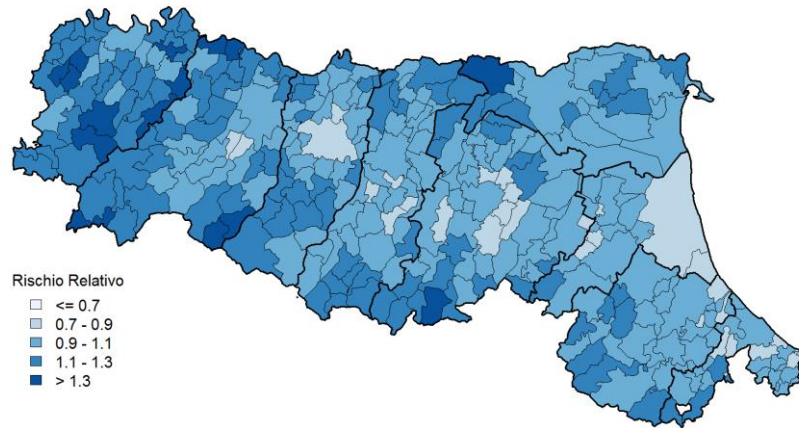 Rischio Relativo
<= 0.7
0.7 - 0.9
0.9 - 1.1
1.1 - 1.3
> 1.3